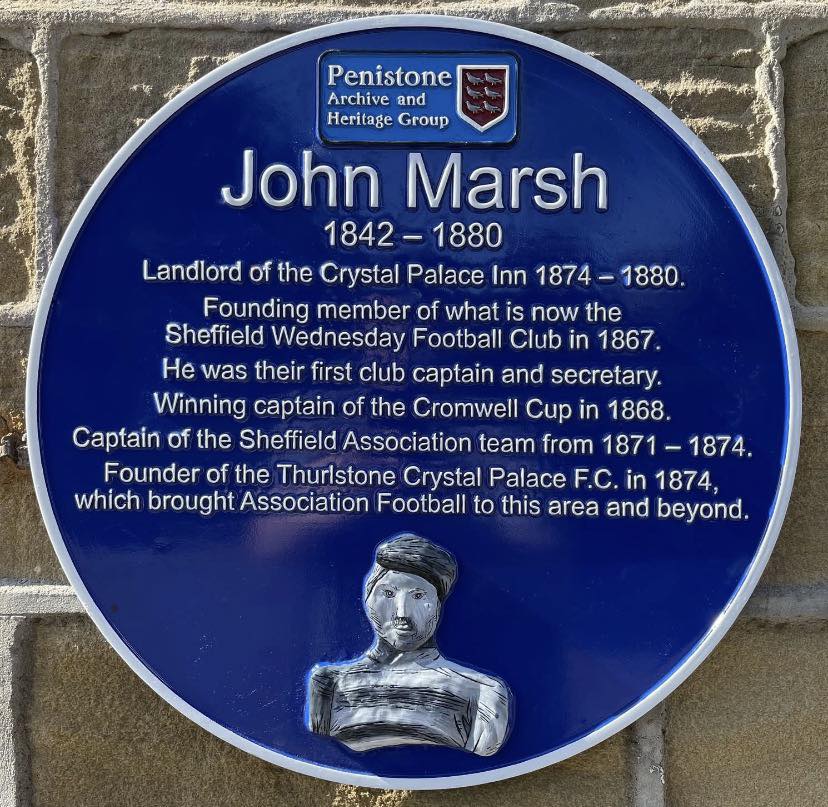 Penistone
Archive and
Heritage Group
John Marsh
1842 – 1880
Landlord of the Crystal Palace Inn 1874 – 1880.
Founding member of what is now the
Sheffield Wednesday Football Club in 1867.
He was their first club captain and secretary.
Winning captain of the Cromwell Cup in 1868.
Captain of the Sheffield Association team from 1871 – 1874.
Founder of the Thurlstone Crystal Palace F.C. in 1874,
which brought Association Football to this area and beyond.